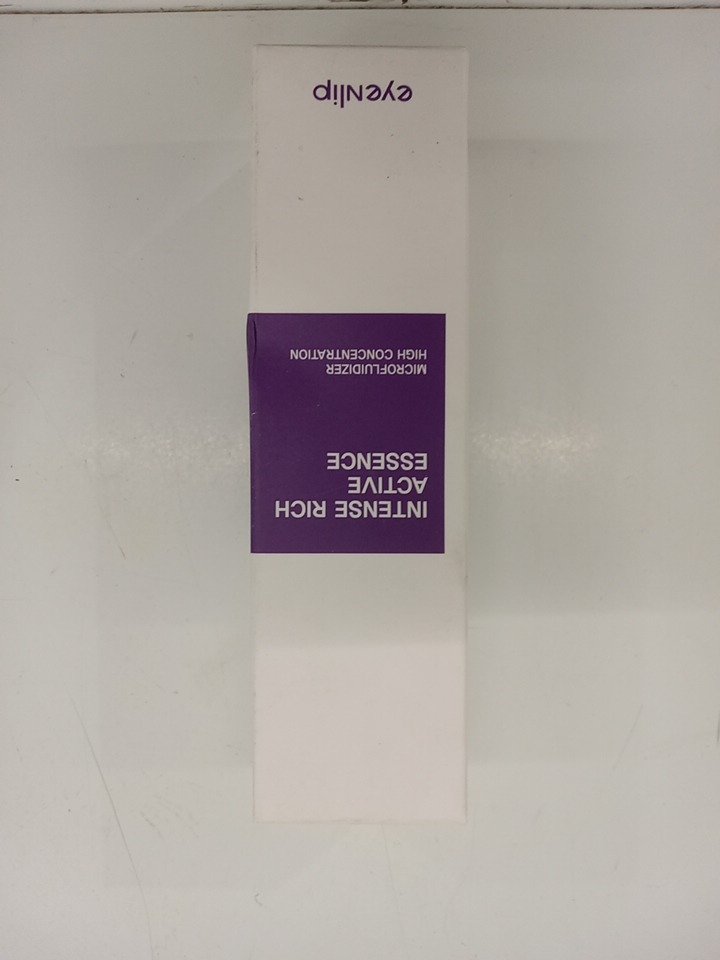 INTENSE RICH
ACTIVE
ESSENCE
MICROFLUIDIZER
HIGH CONCENTRATION
eyeNlip